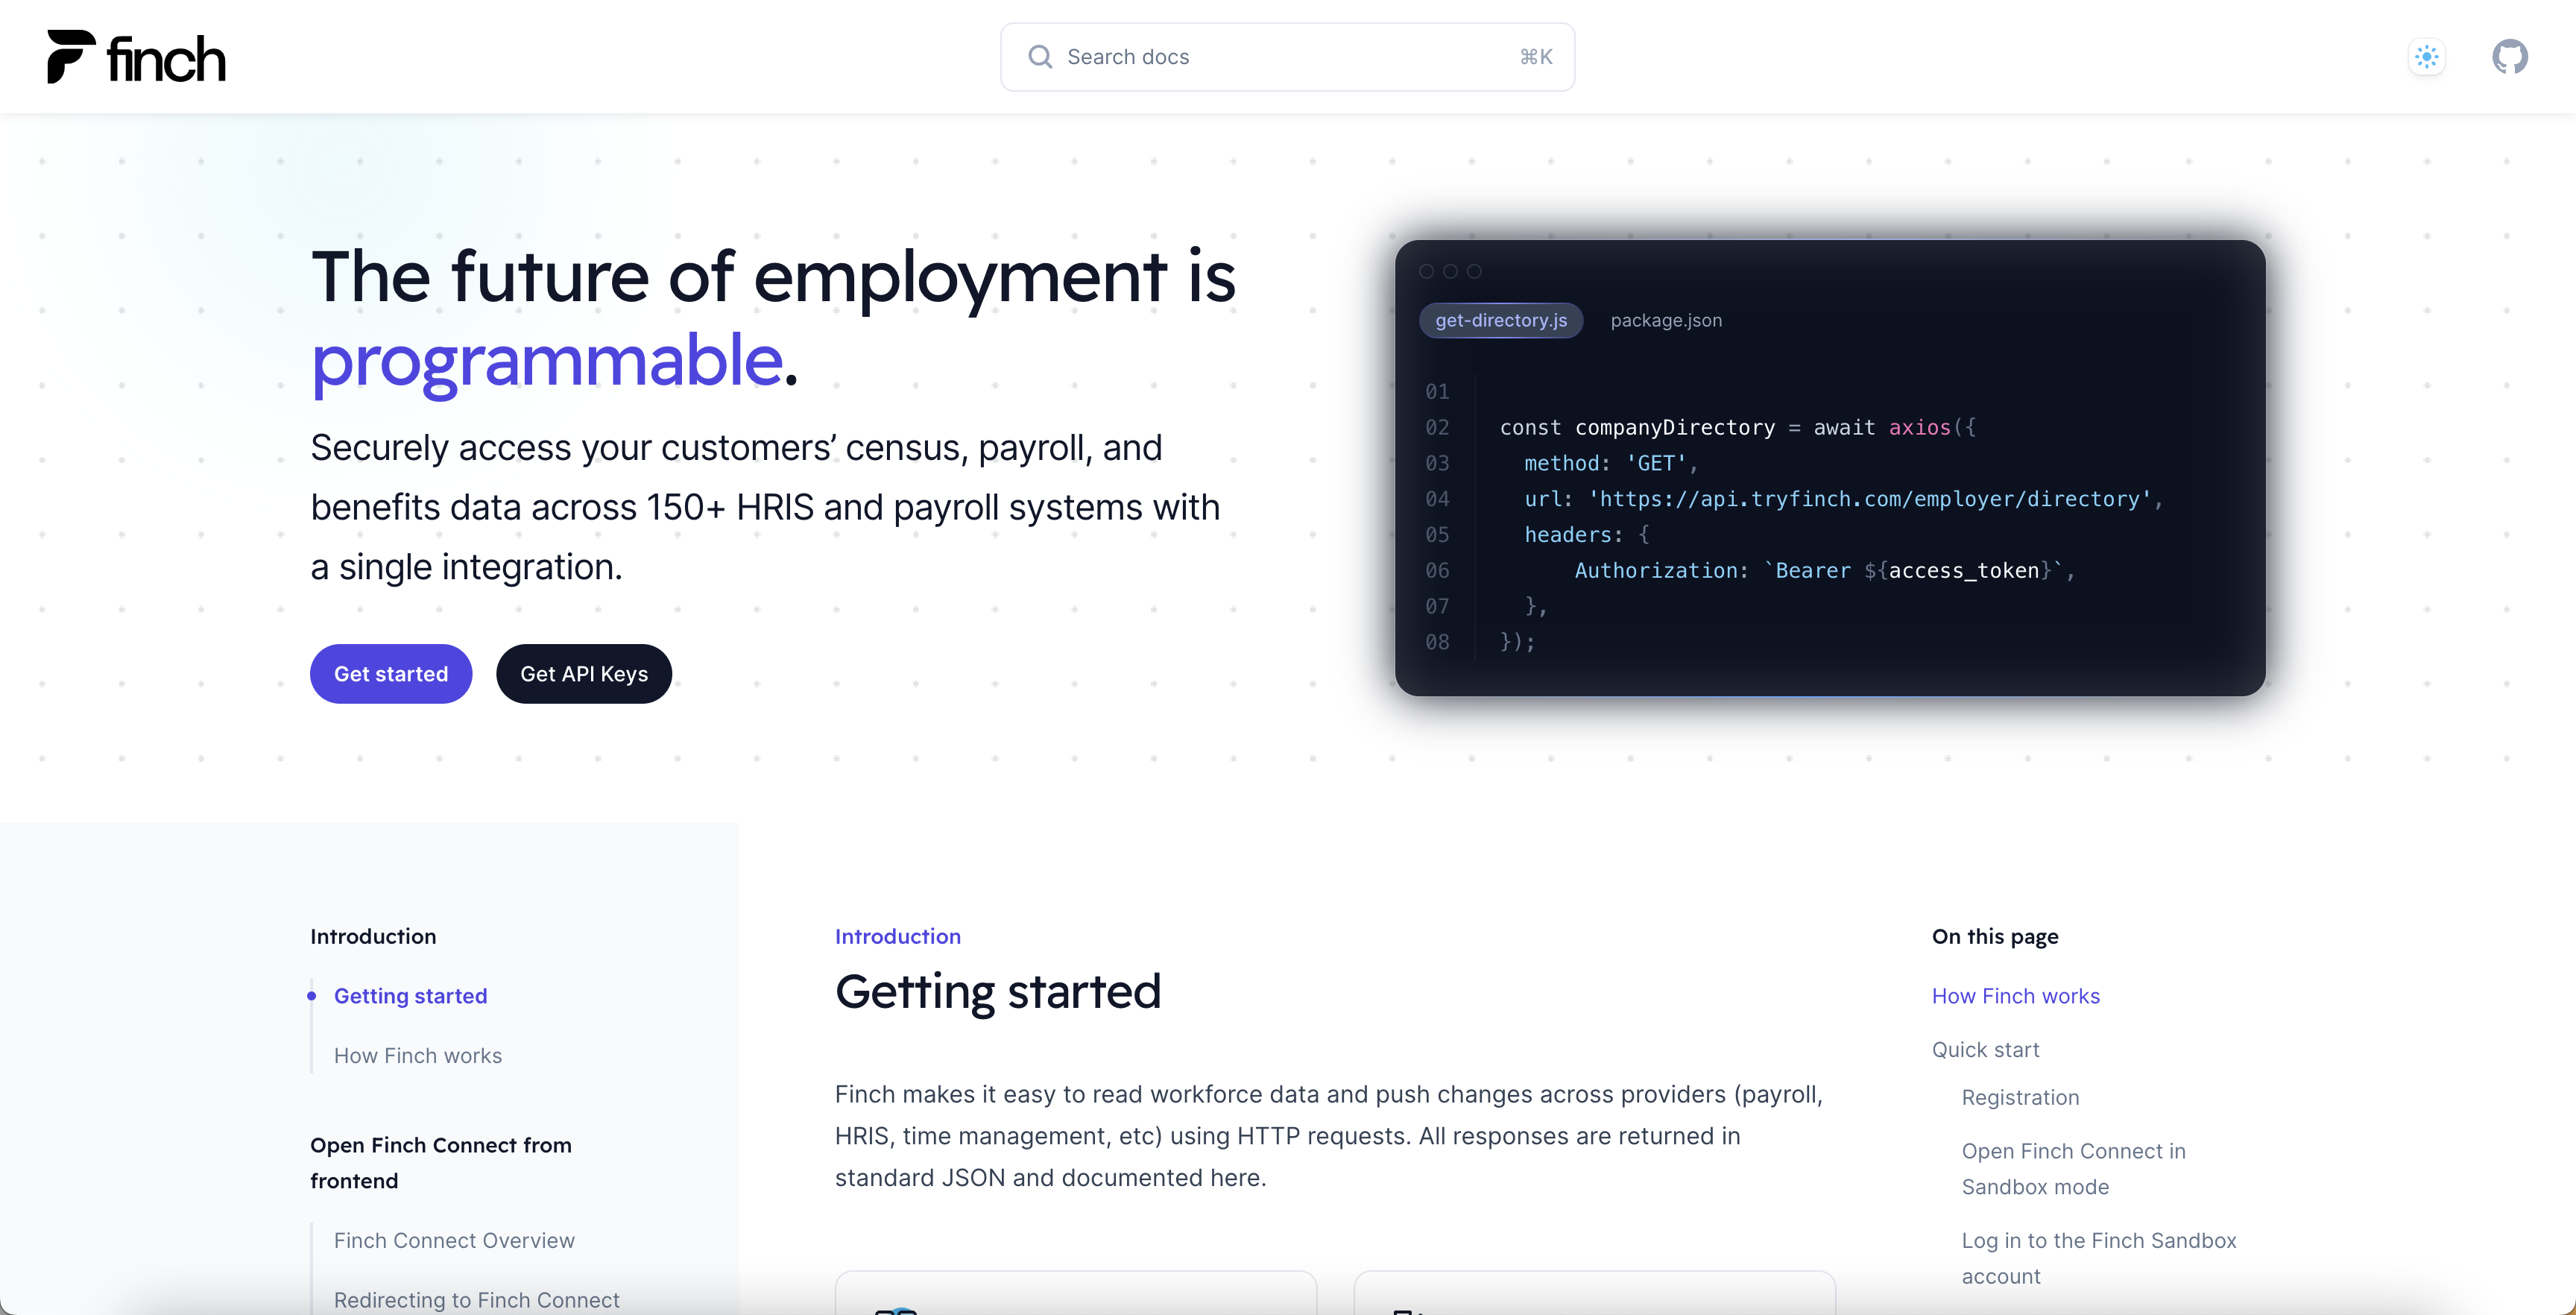 finch
Search docs
⌘K
The future of employment is
programmable.
Securely access your customers’ census, payroll, and
benefits data across 150+ HRIS and payroll systems with
a single integration.
Get started
Get API Keys
get-directory.js
package.json
01
02 const companyDirectory = await axios({
03 method: 'GET',
04 url: 'https://api.tryfinch.com/employer/directory',
05 headers: {
06 Authorization: `Bearer ${access_token}`,
07 },
08 });
Introduction
Getting started
How Finch works
Open Finch Connect from
frontend
Finch Connect Overview
Redirecting to Finch Connect
Introduction
Getting started
Finch makes it easy to read workforce data and push changes across providers (payroll,
HRIS, time management, etc) using HTTP requests. All responses are returned in
standard JSON and documented here.
On this page
How Finch works
Quick start
Registration
Open Finch Connect in
Sandbox mode
Log in to the Finch Sandbox
account